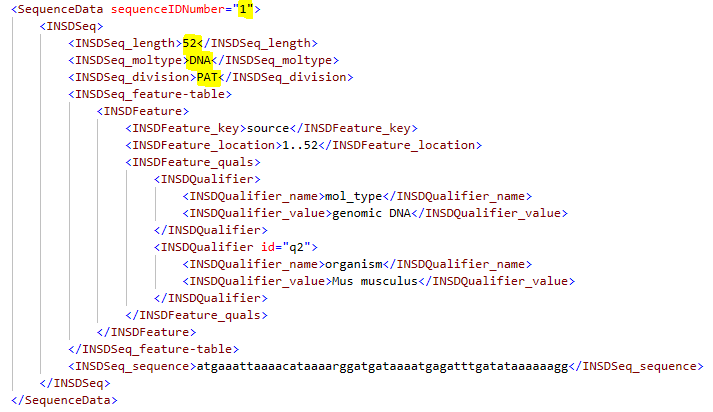 <SequenceData sequenceIDNumber="1">
<INSDSeq>
<INSDSeq_length>52</INSDSeq_length>
<INSDSeq_moltype>DNA</INSDSeq_moltype>
<INSDSeq_division>PAT</INSDSeq_division>
<INSDSeq_feature-table>
<INSDFeature>
<INSDFeature_key>source</INSDFeature_key>
<INSDFeature_location>1..52</INSDFeature_location>
<INSDFeature_quals>
<INSDQualifier>
<INSDQualifier_name>mol_type</INSDQualifier_name>
<INSDQualifier_value>genomic DNA</INSDQualifier_value>
</INSDQualifier>
<INSDQualifier id="q2">
<INSDQualifier_name>organism</INSDQualifier_name>
<INSDQualifier_value>Mus musculus</INSDQualifier_value>
</INSDQualifier>
</INSDFeature_quals>
</INSDFeature>
</INSDSeq_feature-table>
<INSDSeq_sequence>atgaaattaaaacataaaarggatgataaaatgagatttgatataaaaaagg</INSDSeq_sequence>
</INSDSeq>
</SequenceData>